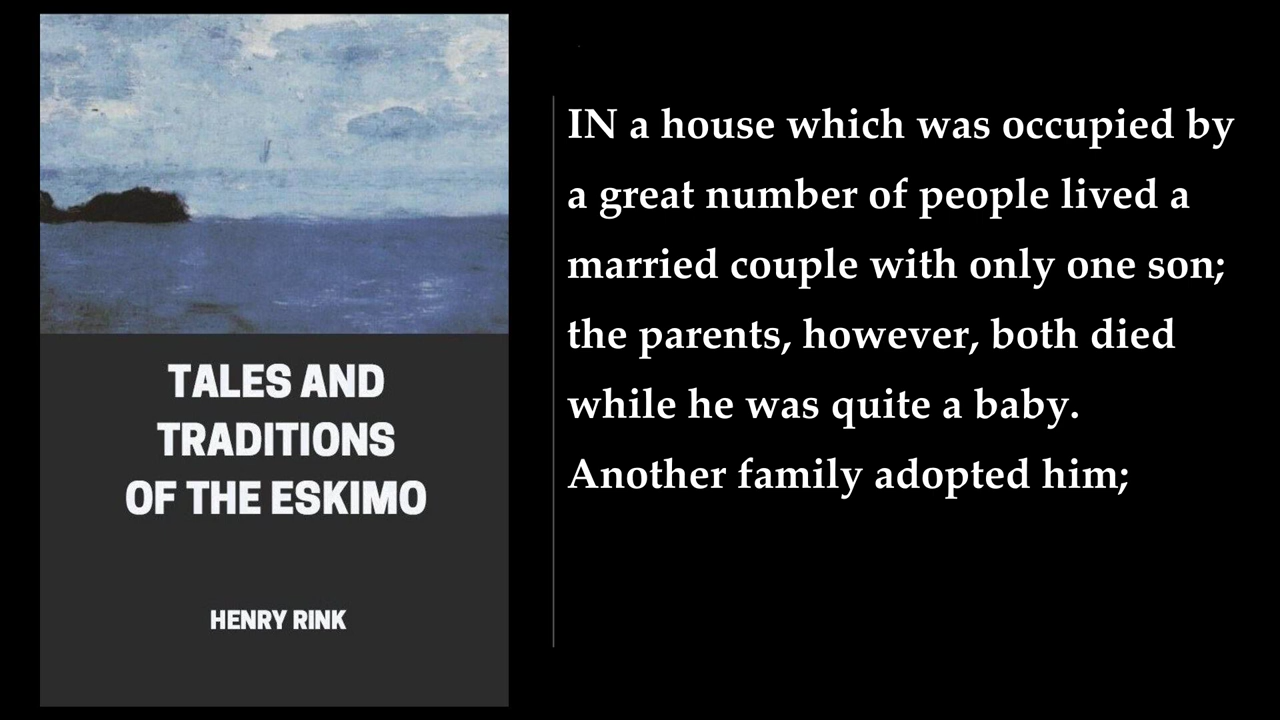 TALES AND
TRADITIONS
OF THE ESKIMO
HENRY RINK
IN a house which was occupied by
a great number of people lived a
married couple with only one son;
the parents, however, both died
while he was quite a baby.
Another family adopted him;